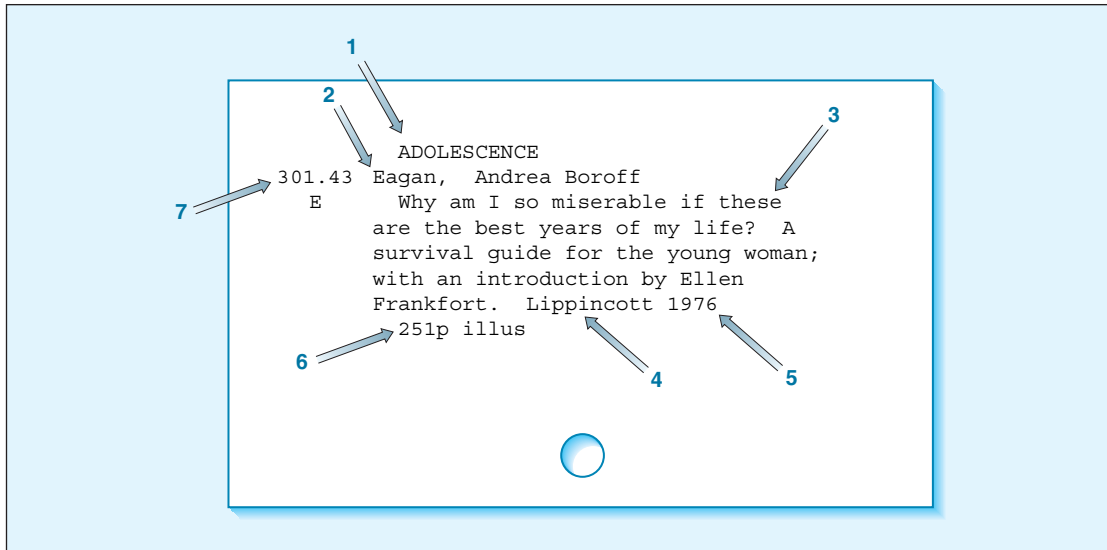 1
2
3
ADOLESCENCE
301.43 Eagan, Andrea Boroff
E Why am I so miserable if these
7
are the best years of my life? A
survival guide for the young woman;
with an introduction by Ellen
Frankfort. Lippincott 1976
251p illus
6
4
5